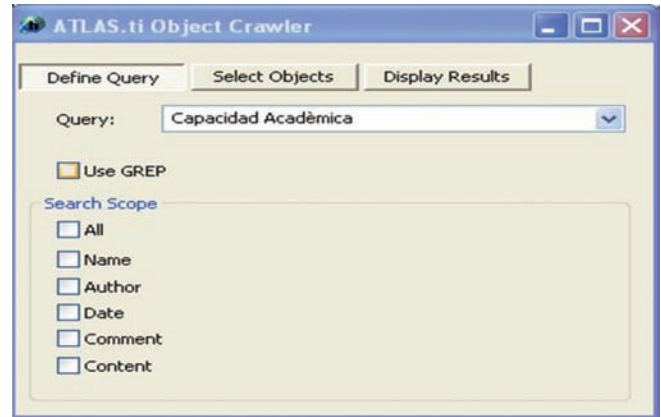 ATLAS.ti Object Crawler
Define Query Select Objects Display Results
Query: Capacidad Acadèmica
Use GREP
Search Scope
All
Name
Author
Date
Comment
Content